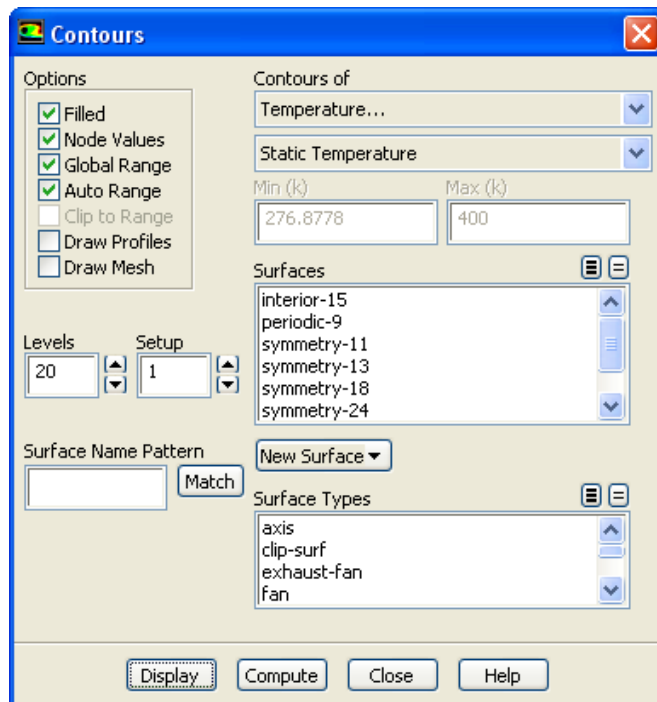 Contours
Options
Filled
Node Values
Global Range
Auto Range
Clip to Range
Draw Profiles
Draw Mesh
Levels Setup
20 1
Surface Name Pattern
Match
Contours of
Temperature...
Static Temperature
Min (k) Max (k)
276.8778 400
Surfaces
interior-15
periodic-9
symmetry-11
symmetry-13
symmetry-18
symmetry-24
New Surface
Surface Types
axis
clip-surf
exhaust-fan
fan
Display Compute Close Help